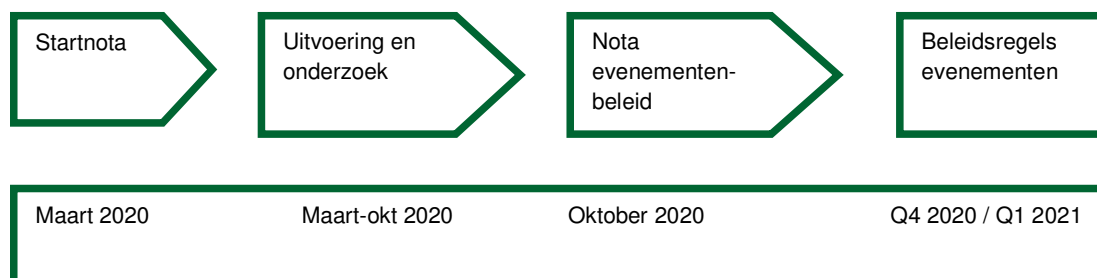 Startnota
Uitvoering en
onderzoek
Nota
evenementen-
beleid
Beleidsregels
evenementen
Maart 2020
Maart-okt 2020
Oktober 2020
Q4 2020 / Q1 2021